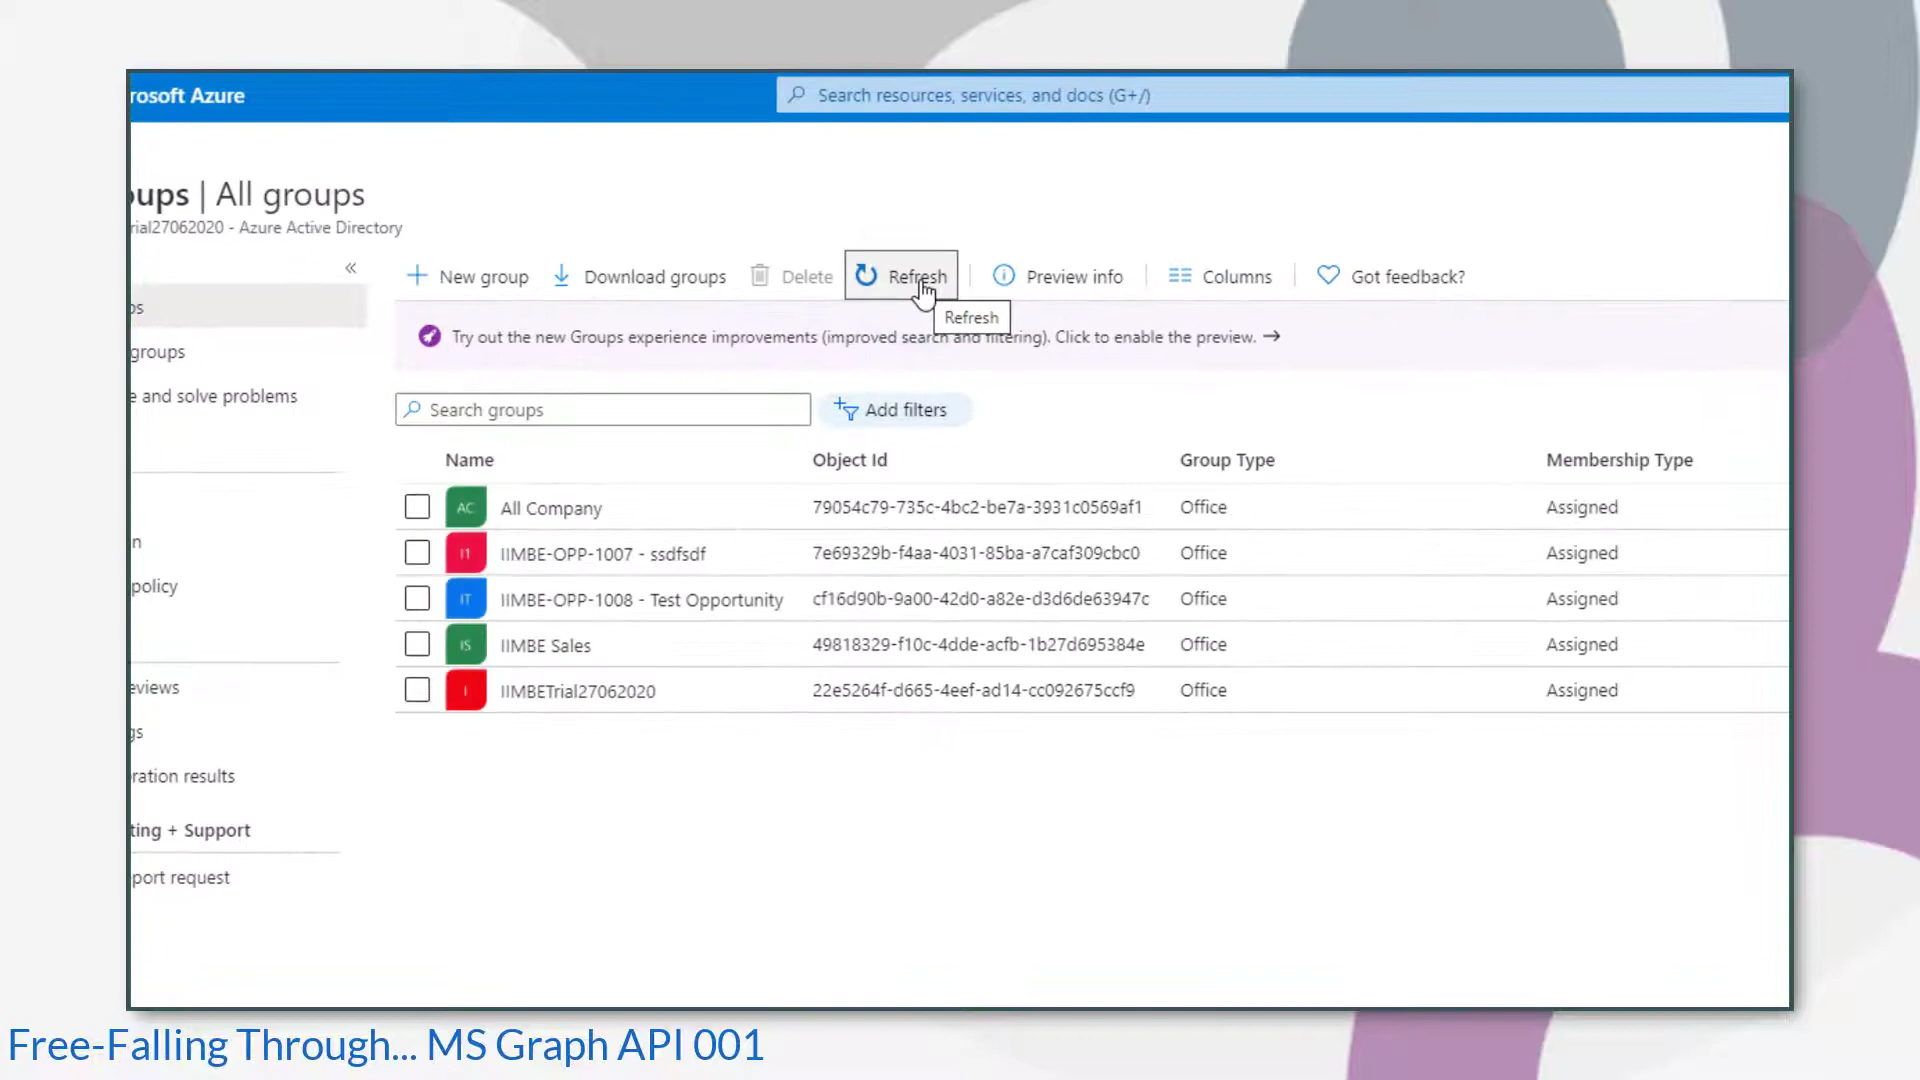 rosoft Azure
Search resources, services, and docs (G+/)
oups | All groups
rial27062020 - Azure Active Directory
«
New group
Download groups
Delete
Refresh
Preview info
Columns
Got feedback?
Refresh
Try out the new Groups experience improvements (improved search and filtering). Click to enable the preview. →
ps
groups
e and solve problems
n
policy
eviews
gs
ration results
ting + Support
port request
Search groups
Add filters
Name Object Id Group Type Membership Type
AC All Company 79054c79-735c-4bc2-be7a-3931c0569af1 Office Assigned
I1 IIMBE-OPP-1007 - ssdfsdf 7e69329b-f4aa-4031-85ba-a7caf309cbc0 Office Assigned
IT IIMBE-OPP-1008 - Test Opportunity cf16d90b-9a00-42d0-a82e-d3d6de63947c Office Assigned
IS IIMBE Sales 49818329-f10c-4dde-acfb-1b27d695384e Office Assigned
I IIMBETrial27062020 22e5264f-d665-4eef-ad14-cc092675ccf9 Office Assigned
Free-Falling Through... MS Graph API 001